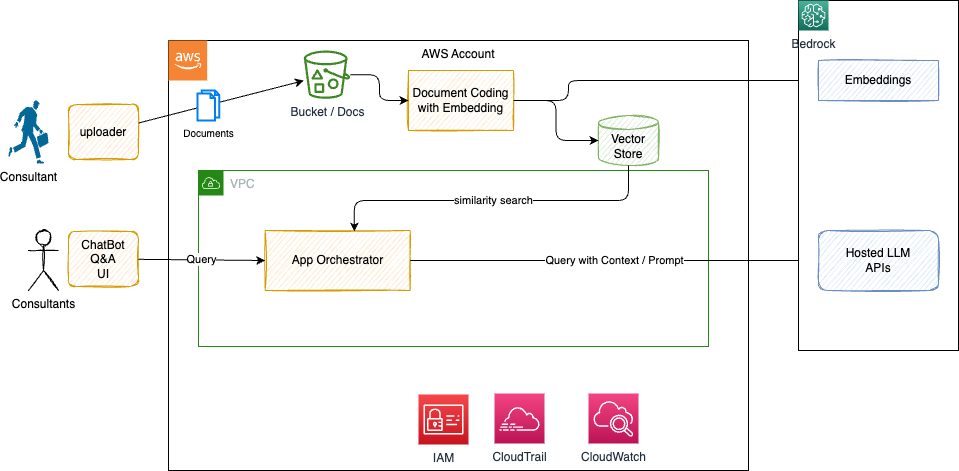 Bedrock
AWS Account
aws
Embeddings
Document Coding
with Embedding
Bucket / Docs
uploader
Documents
Vector
Store
Consultant
VPC
similarity search
ChatBot
Q&A
UI
Query
App Orchestrator
Query with Context / Prompt
Hosted LLM
APIs
Consultants
IAM
CloudTrail
CloudWatch